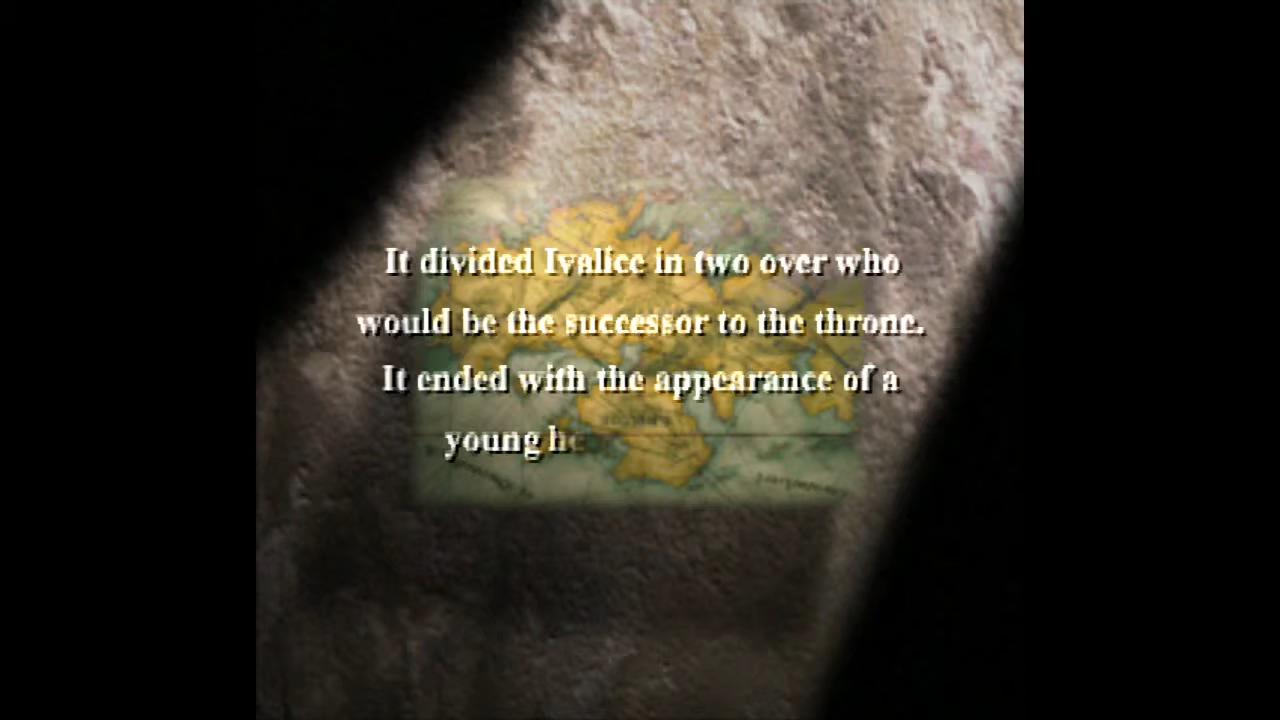 It divided Ivalice in two over who
would be the successor to the throne.
It ended with the appearance of a
young he